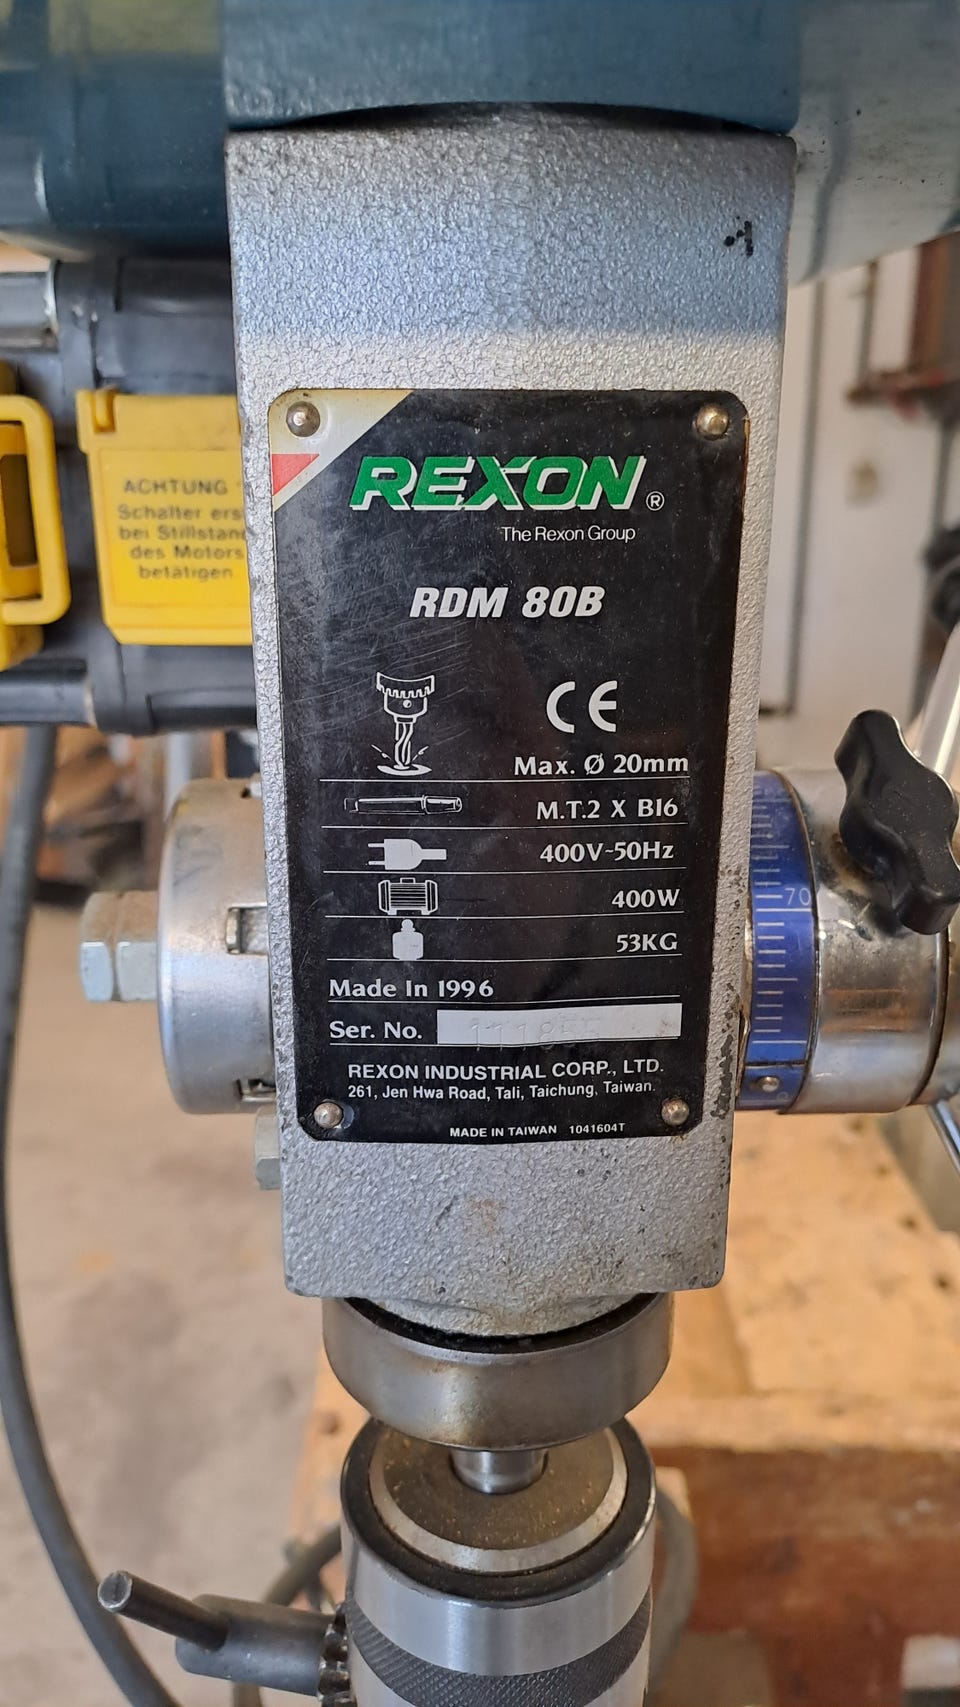 ACHTUNG
Schalter ers
bei Stillstan
des Motors
betätigen
REXON®
The Rexon Group
RDM 80B
CE
Max. Ø 20mm
M.T.2 X B16
400V~50Hz
400W
53KG
Made In 1996
Ser. No.
REXON INDUSTRIAL CORP., LTD.
261, Jen Hwa Road, Tali, Taichung, Taiwan.
MADE IN TAIWAN 1041604T
70